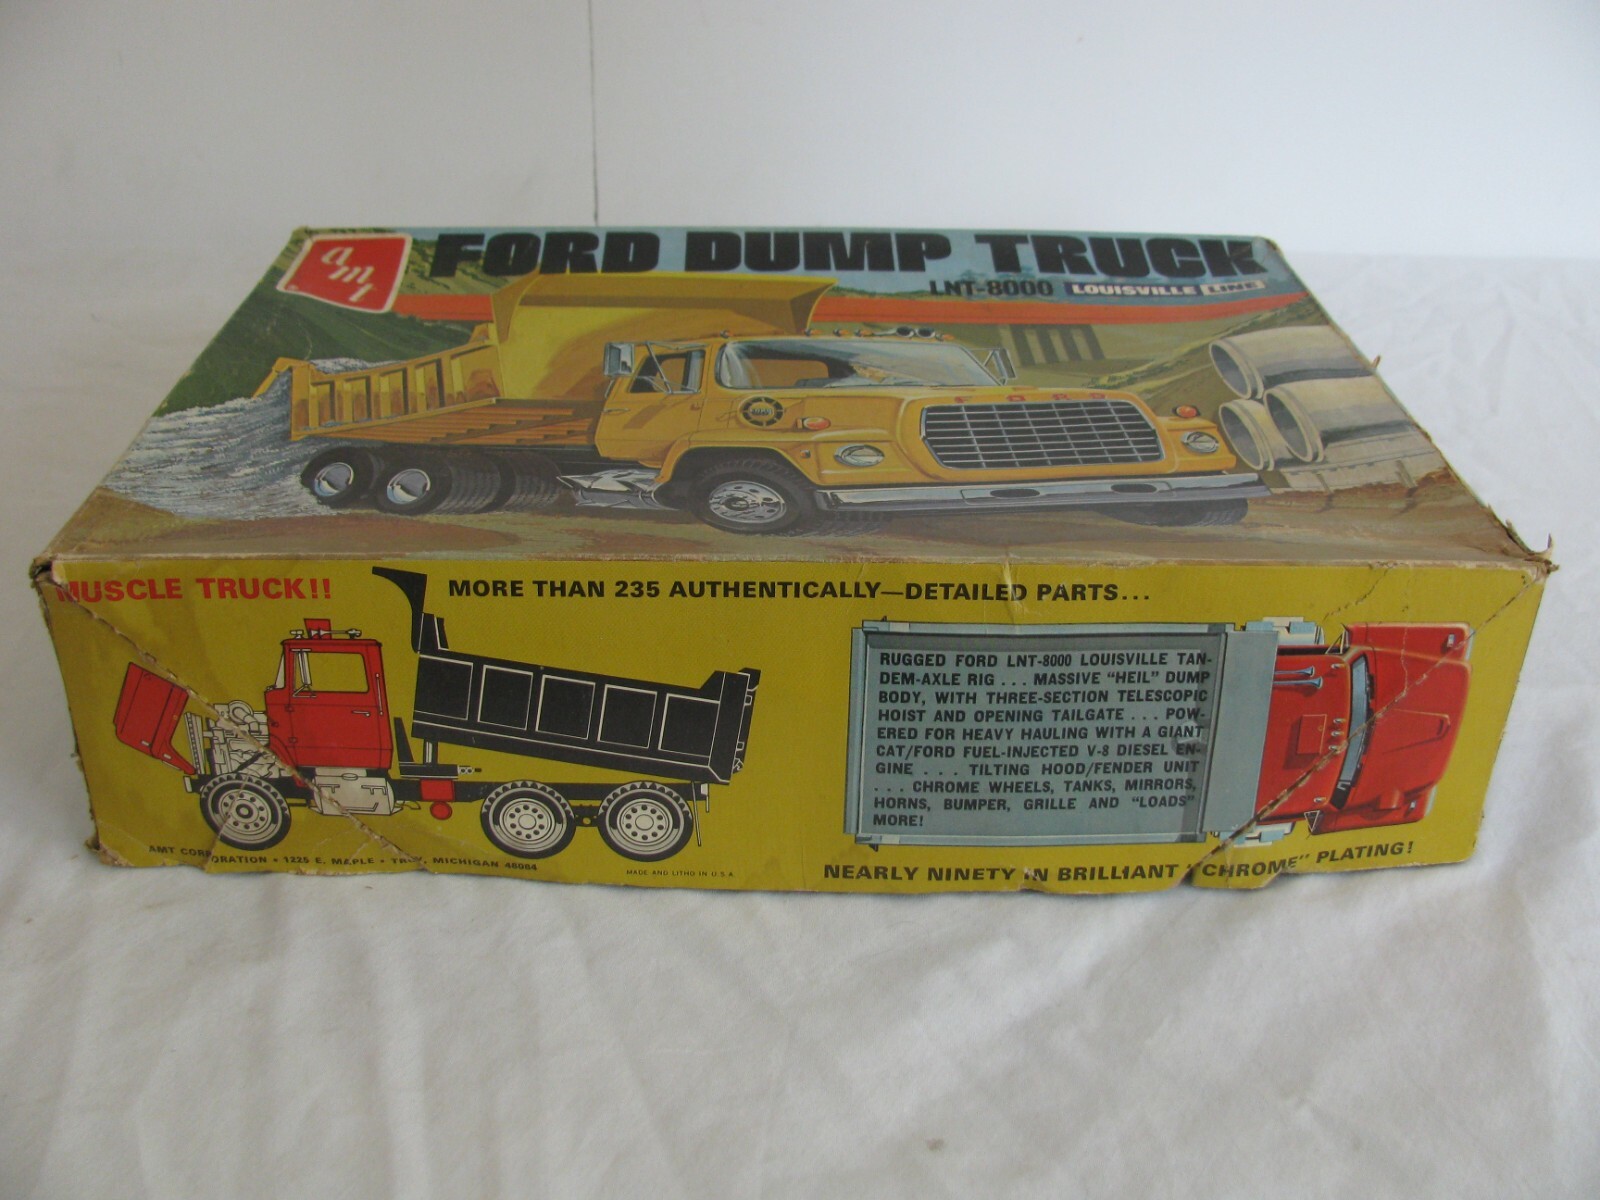 amt
FORD DUMP TRUCK
LNT-8000 LOUISVILLE LINE
FORD
MUSCLE TRUCK!!
MORE THAN 235 AUTHENTICALLY—DETAILED PARTS...
RUGGED FORD LNT-8000 LOUISVILLE TAN-
DEM-AXLE RIG ... MASSIVE "HEIL" DUMP
BODY, WITH THREE-SECTION TELESCOPIC
HOIST AND OPENING TAILGATE ... POW-
ERED FOR HEAVY HAULING WITH A GIANT
CAT/FORD FUEL-INJECTED V-8 DIESEL EN-
GINE ... TILTING HOOD/FENDER UNIT
... CHROME WHEELS, TANKS, MIRRORS,
HORNS, BUMPER, GRILLE AND "LOADS"
MORE!
AMT CORPORATION • 1225 E. MAPLE • TROY, MICHIGAN 48084
MADE AND LITHO IN U.S.A.
NEARLY NINETY IN BRILLIANT "CHROME" PLATING!